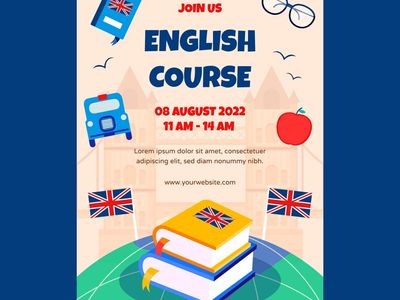 JOIN US
ENGLISH
COURSE
08 AUGUST 2022
11 AM - 14 AM
Lorem ipsum dolor sit amet, consectetuer
adipiscing elit, sed diam nonummy nibh.
www.yourwebsite.com